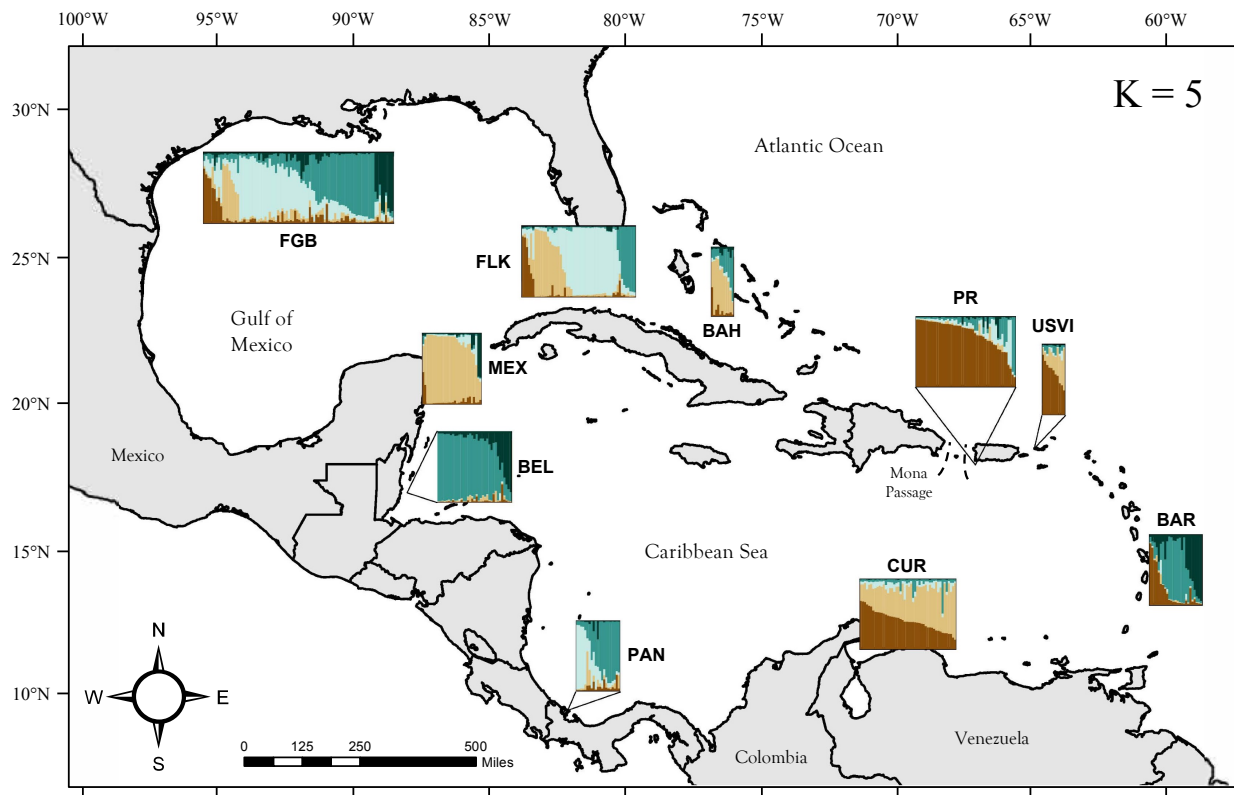 100°W 95°W 90°W 85°W 80°W 75°W 70°W 65°W 60°W
K = 5
30°N
Atlantic Ocean
FGB
25°N
FLK
BAH
PR
USVI
Gulf of
Mexico
MEX
20°N
Mexico
BEL
Mona
Passage
BAR
15°N
Caribbean Sea
CUR
PAN
N
W E
S
10°N
0 125 250 500
Miles
Venezuela
Colombia